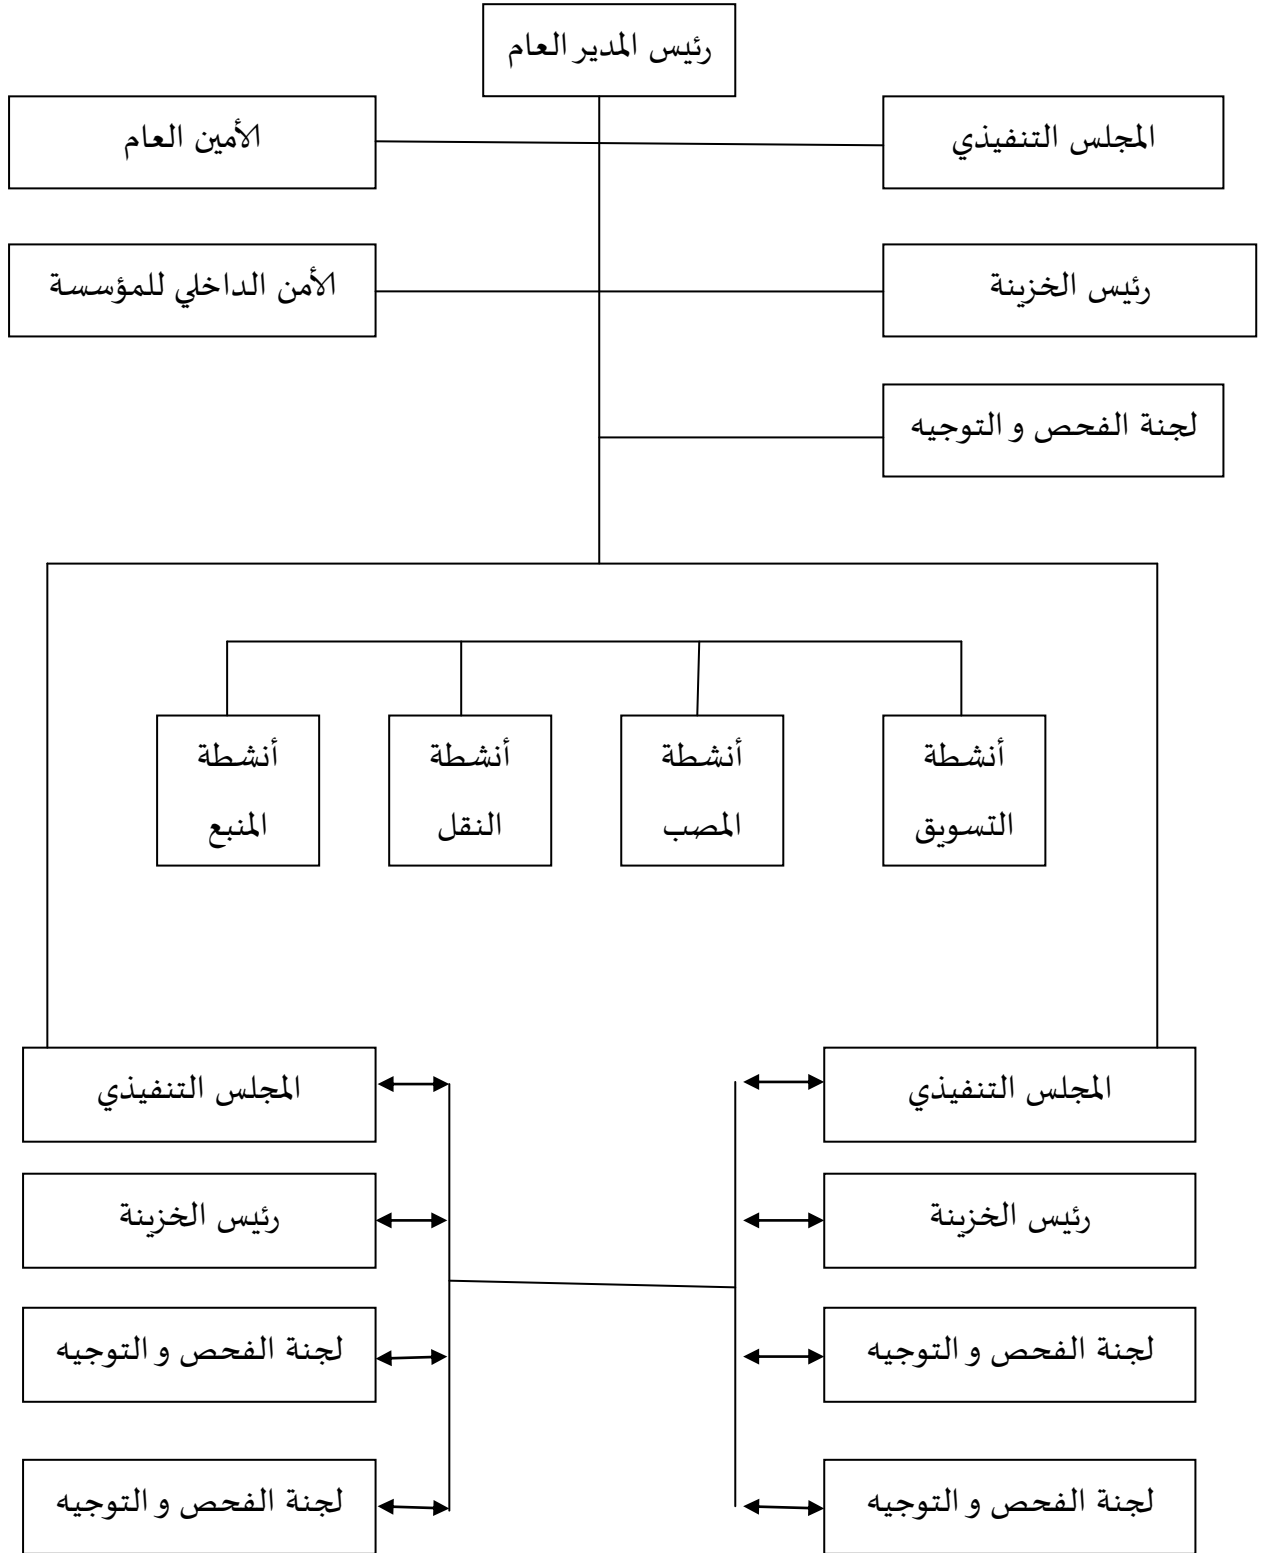 رئيس المدير العام
المجلس التنفيذي
الأمين العام
رئيس الخزينة
الأمن الداخلي للمؤسسة
لجنة الفحص و التوجيه
أنشطة
التسويق
أنشطة
المصب
أنشطة
النقل
أنشطة
المنبع
المجلس التنفيذي
المجلس التنفيذي
رئيس الخزينة
رئيس الخزينة
لجنة الفحص و التوجيه
لجنة الفحص و التوجيه
لجنة الفحص و التوجيه
لجنة الفحص و التوجيه